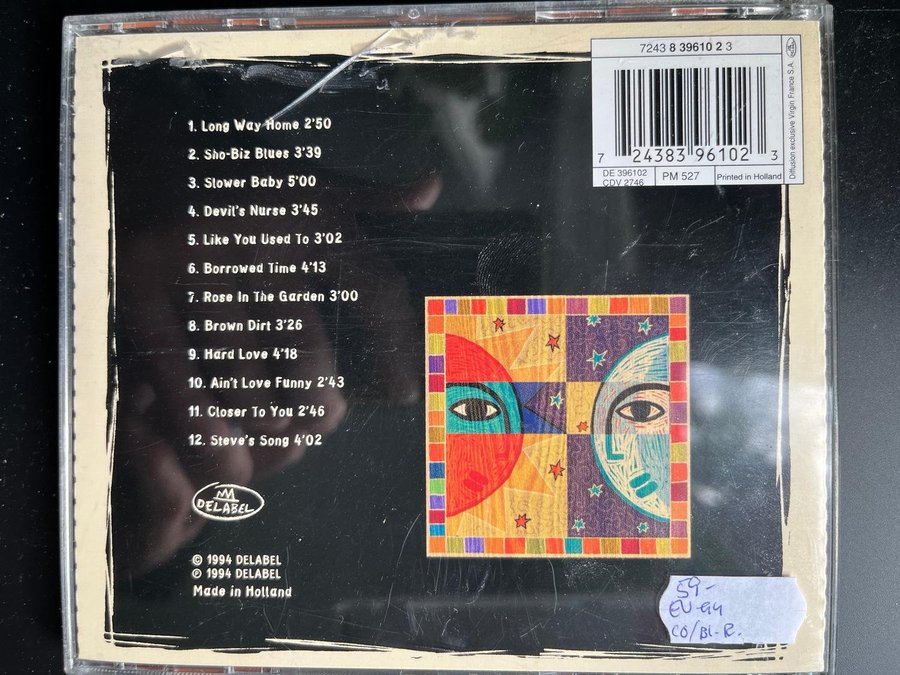 7243 8 39610 2 3
7 24383 96102 3
DE 396102
CDV 2746
PM 527
Printed in Holland
Diffusion exclusive Virgin France S.A.
1. Long Way Home 2'50
2. Sho-Biz Blues 3'39
3. Slower Baby 5'00
4. Devil's Nurse 3'45
5. Like You Used To 3'02
6. Borrowed Time 4'13
7. Rose In The Garden 3'00
8. Brown Dirt 3'26
9. Hard Love 4'18
10. Ain't Love Funny 2'43
11. Closer To You 2'46
12. Steve's Song 4'02
DELABEL
© 1994 DELABEL
℗ 1994 DELABEL
Made in Holland
59-
EU-94
CO/BL-R.